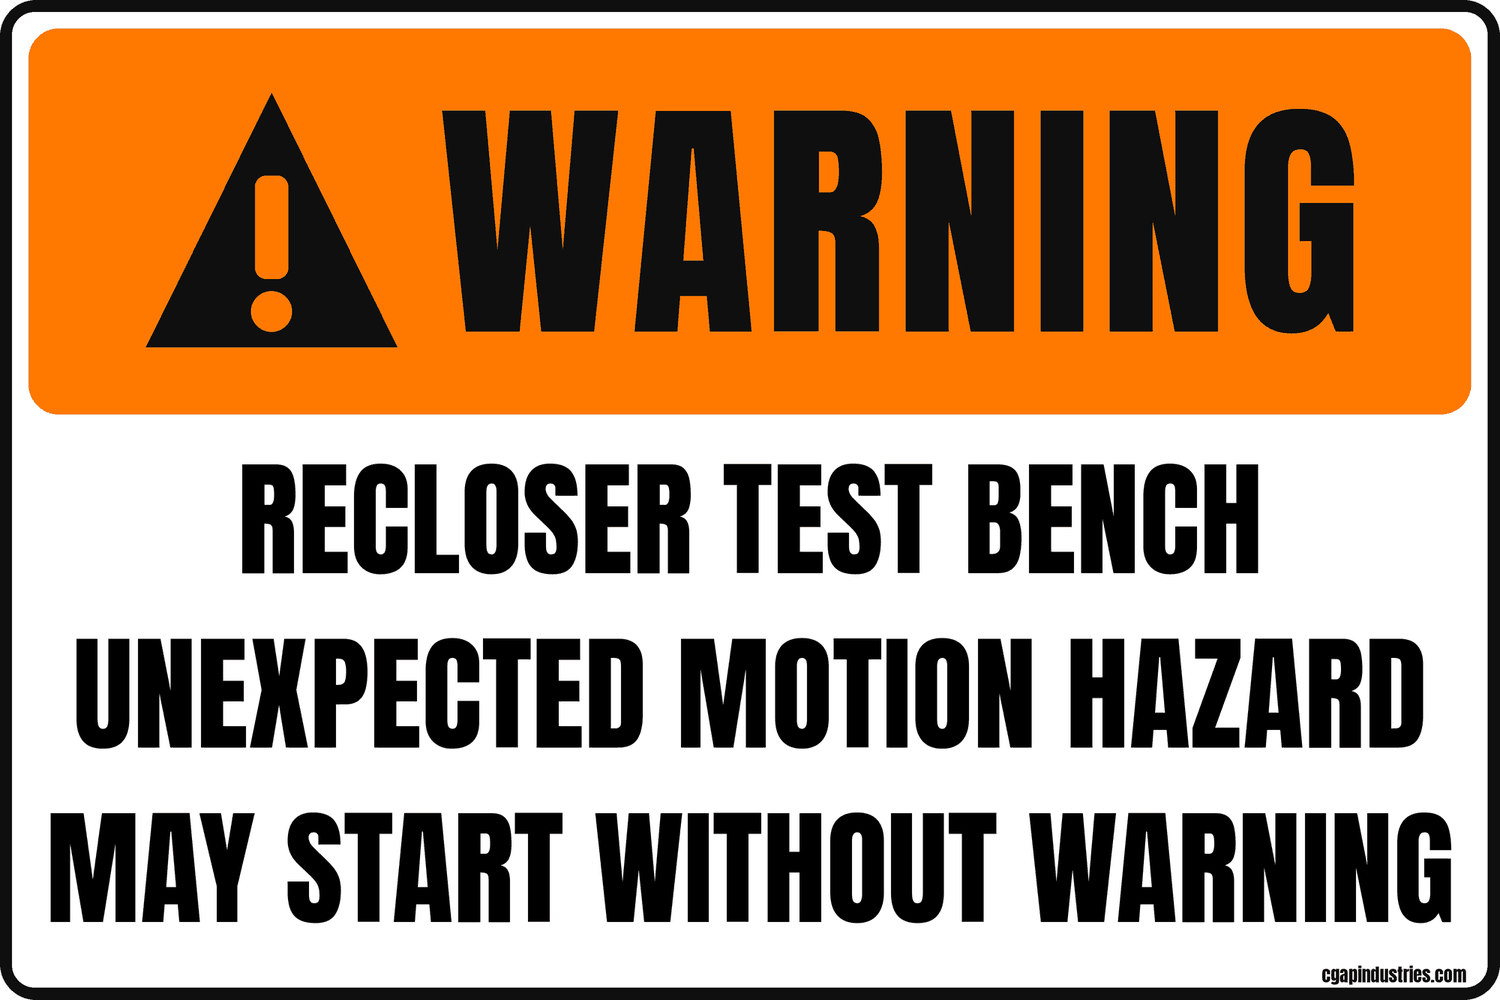 WARNING
RECLOSER TEST BENCH
UNEXPECTED MOTION HAZARD
MAY START WITHOUT WARNING
cgapindustries.com